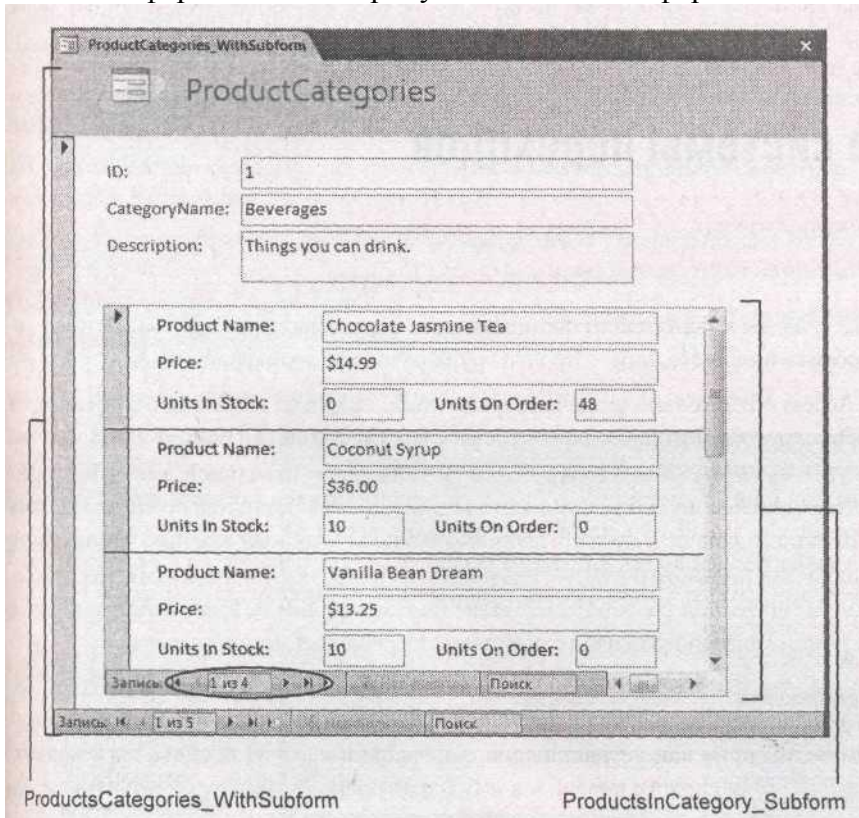 ProductCategories_WithSubform
ProductCategories
ID: 1
CategoryName: Beverages
Description: Things you can drink.
Product Name: Chocolate Jasmine Tea
Price: $14.99
Units In Stock: 0 Units On Order: 48
Product Name: Coconut Syrup
Price: $36.00
Units In Stock: 10 Units On Order: 0
Product Name: Vanilla Bean Dream
Price: $13.25
Units In Stock: 10 Units On Order: 0
Запись: 1 из 4 Поиск
Запись: 1 из 5 Поиск
ProductsCategories_WithSubform ProductsInCategory_Subform